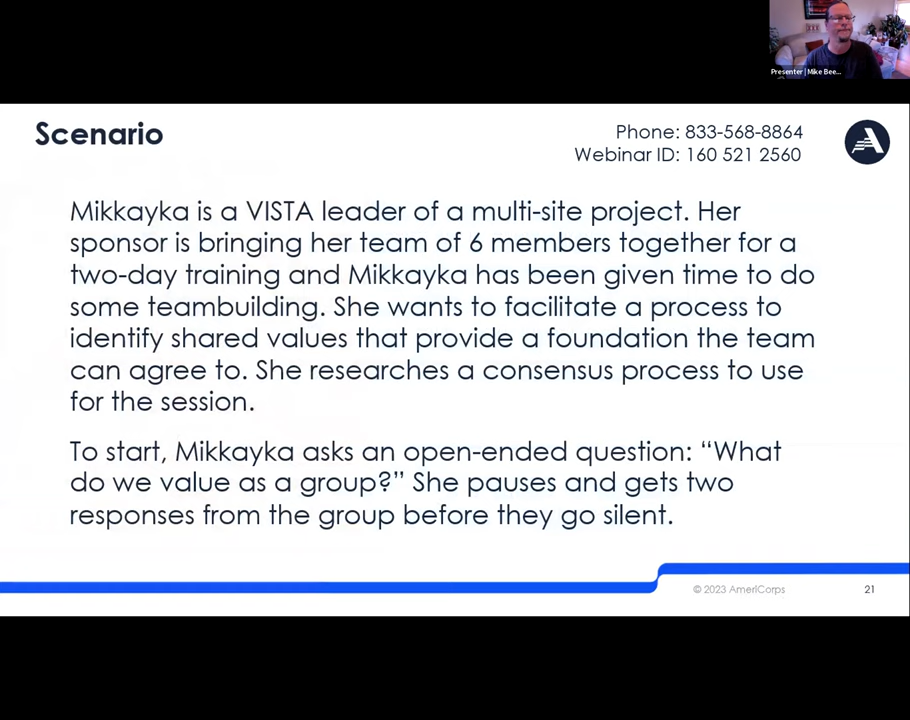 Presenter | Mike Bee...
Scenario
Phone: 833-568-8864
Webinar ID: 160 521 2560
Mikkayka is a VISTA leader of a multi-site project. Her
sponsor is bringing her team of 6 members together for a
two-day training and Mikkayka has been given time to do
some teambuilding. She wants to facilitate a process to
identify shared values that provide a foundation the team
can agree to. She researches a consensus process to use
for the session.
To start, Mikkayka asks an open-ended question: “What
do we value as a group?” She pauses and gets two
responses from the group before they go silent.
© 2023 AmeriCorps
21